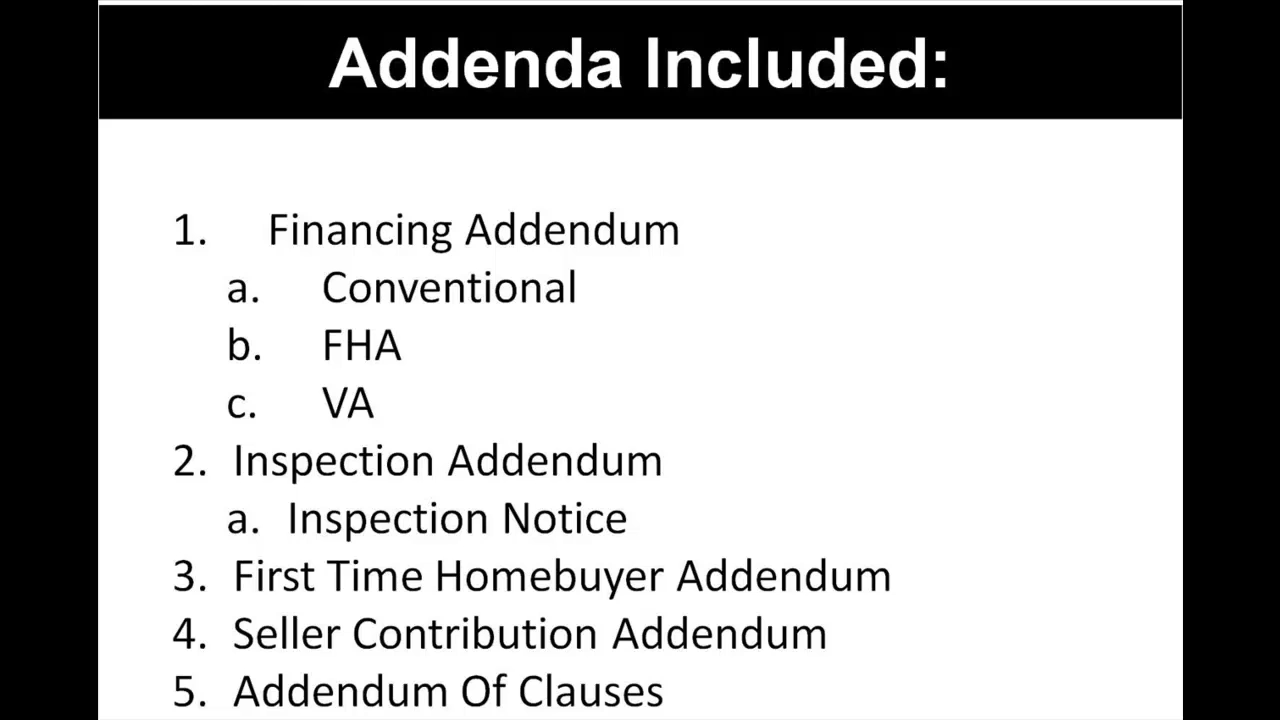 Addenda Included:
1. Financing Addendum
a. Conventional
b. FHA
c. VA
2. Inspection Addendum
a. Inspection Notice
3. First Time Homebuyer Addendum
4. Seller Contribution Addendum
5. Addendum Of Clauses